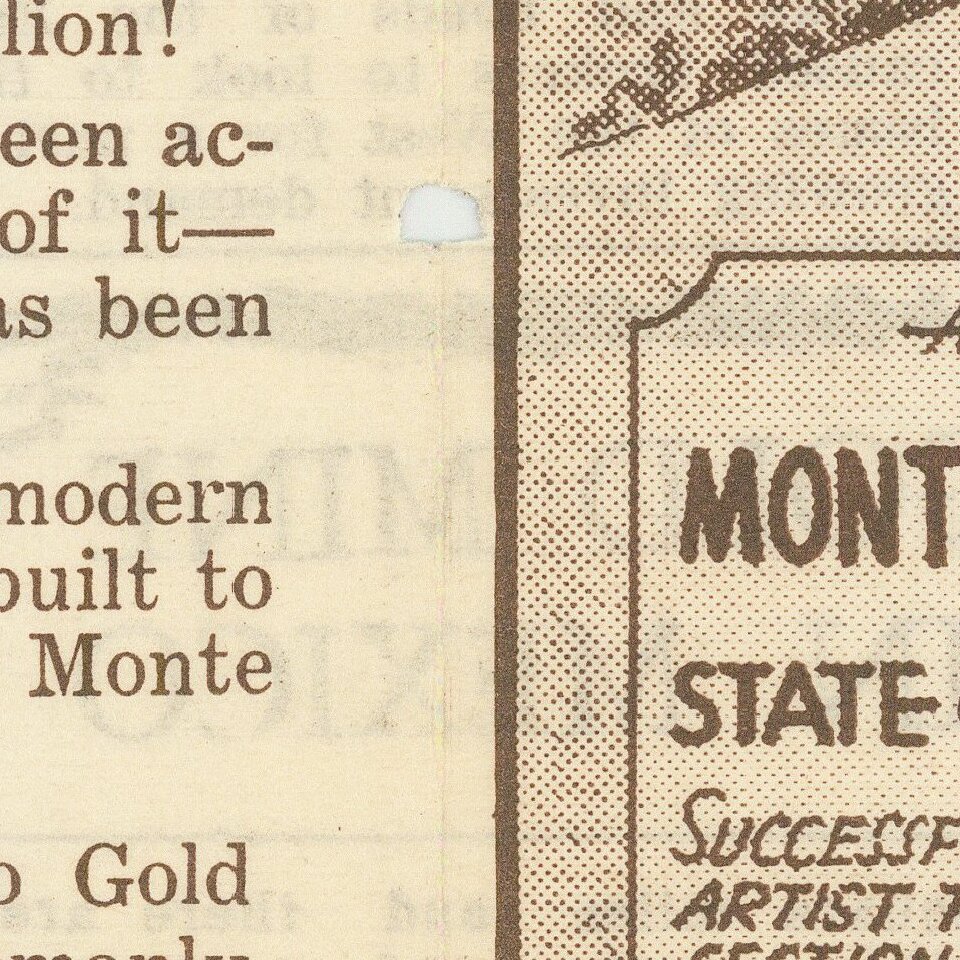 lion!
een ac-
of it—
as been
modern
built to
Monte
Gold
MONT
STATE
SUCCESSF
ARTIST T